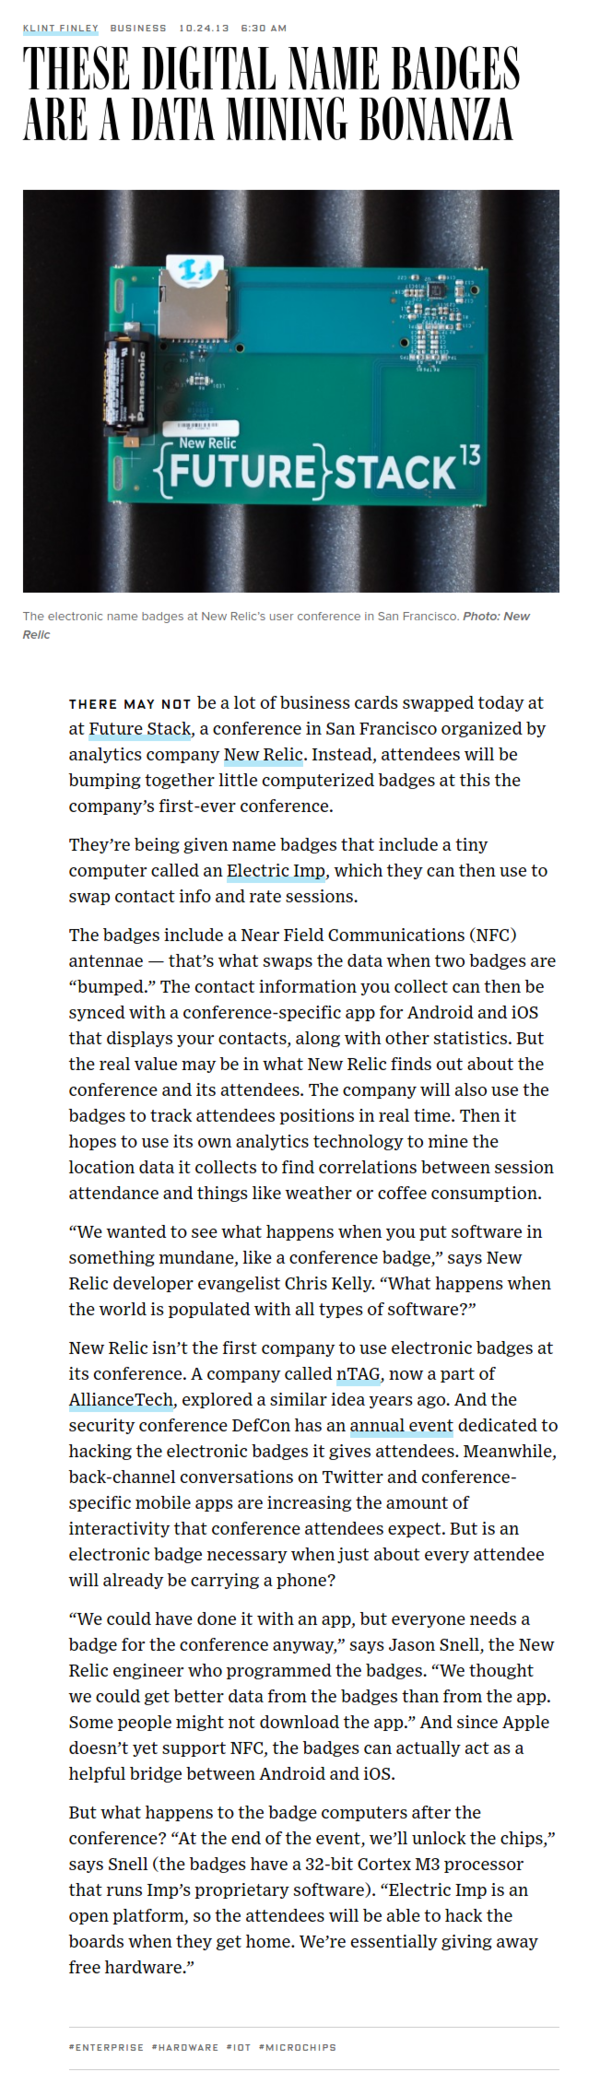 KLINT FINLEY BUSINESS 10.24.13 6:30 AM
THESE DIGITAL NAME BADGES
ARE A DATA MINING BONANZA
Panasonic
New Relic
{FUTURE}STACK13
The electronic name badges at New Relic’s user conference in San Francisco. Photo: New
Relic
THERE MAY NOT be a lot of business cards swapped today at
at Future Stack, a conference in San Francisco organized by
analytics company New Relic. Instead, attendees will be
bumping together little computerized badges at this the
company’s first-ever conference.
They’re being given name badges that include a tiny
computer called an Electric Imp, which they can then use to
swap contact info and rate sessions.
The badges include a Near Field Communications (NFC)
antennae — that’s what swaps the data when two badges are
“bumped.” The contact information you collect can then be
synced with a conference-specific app for Android and iOS
that displays your contacts, along with other statistics. But
the real value may be in what New Relic finds out about the
conference and its attendees. The company will also use the
badges to track attendees positions in real time. Then it
hopes to use its own analytics technology to mine the
location data it collects to find correlations between session
attendance and things like weather or coffee consumption.
“We wanted to see what happens when you put software in
something mundane, like a conference badge,” says New
Relic developer evangelist Chris Kelly. “What happens when
the world is populated with all types of software?”
New Relic isn’t the first company to use electronic badges at
its conference. A company called nTAG, now a part of
AllianceTech, explored a similar idea years ago. And the
security conference DefCon has an annual event dedicated to
hacking the electronic badges it gives attendees. Meanwhile,
back-channel conversations on Twitter and conference-
specific mobile apps are increasing the amount of
interactivity that conference attendees expect. But is an
electronic badge necessary when just about every attendee
will already be carrying a phone?
“We could have done it with an app, but everyone needs a
badge for the conference anyway,” says Jason Snell, the New
Relic engineer who programmed the badges. “We thought
we could get better data from the badges than from the app.
Some people might not download the app.” And since Apple
doesn’t yet support NFC, the badges can actually act as a
helpful bridge between Android and iOS.
But what happens to the badge computers after the
conference? “At the end of the event, we’ll unlock the chips,”
says Snell (the badges have a 32-bit Cortex M3 processor
that runs Imp’s proprietary software). “Electric Imp is an
open platform, so the attendees will be able to hack the
boards when they get home. We’re essentially giving away
free hardware.”
#ENTERPRISE #HARDWARE #IOT #MICROCHIPS